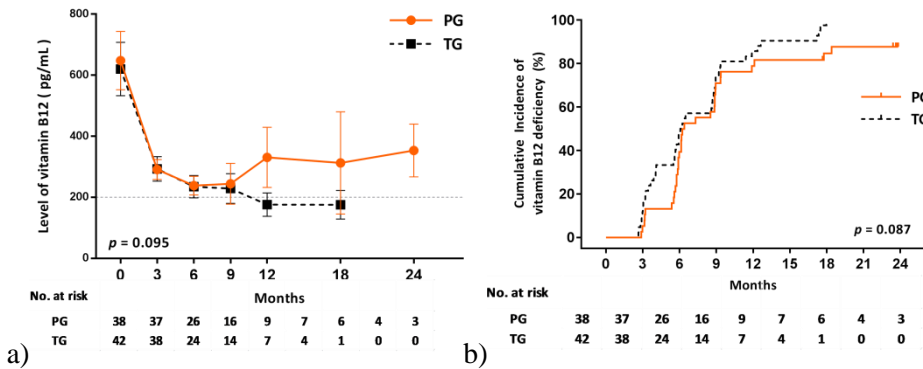 PG
TG
Level of vitamin B12 ( pg/mL)
800
600
400
200
0
p = 0.095
0 3 6 9 12 18 24
Months
No. at risk
PG 38 37 26 16 9 7 6 4 3
TG 42 38 24 14 7 4 1 0 0
a)
Cumulative Incidence of
vitamin B12 deficiency (%)
100
80
60
40
20
0
PG
TG
p = 0.087
0 3 6 9 12 15 18 21 24
Months
No. at risk
PG 38 37 26 16 9 7 6 4 3
TG 42 38 24 14 7 4 1 0 0
b)